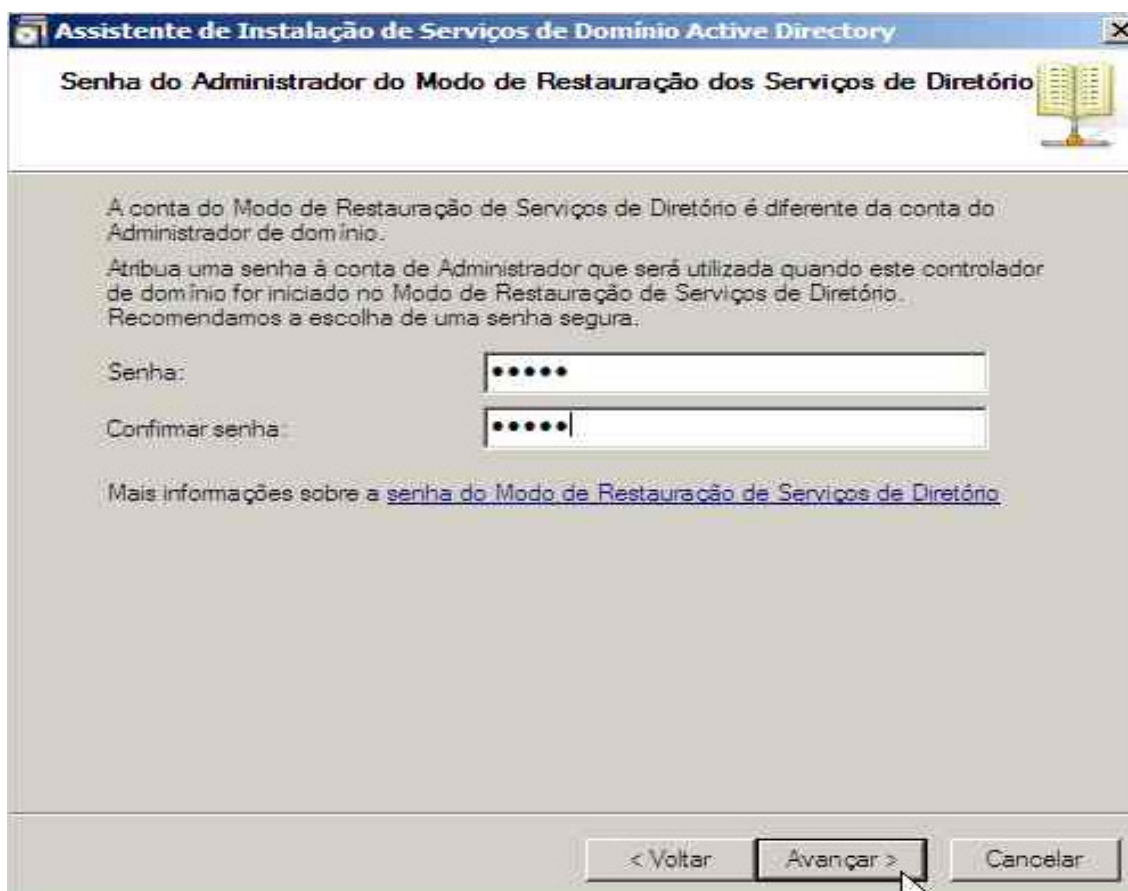 Assistente de Instalação de Serviços de Domínio Active Directory
Senha do Administrador do Modo de Restauração dos Serviços de Diretório
A conta do Modo de Restauração de Serviços de Diretório é diferente da conta do
Administrador de domínio.
Atribua uma senha à conta de Administrador que será utilizada quando este controlador
de domínio for iniciado no Modo de Restauração de Serviços de Diretório.
Recomendamos a escolha de uma senha segura.
Senha: •••••
Confirmar senha: •••••
Mais informações sobre a senha do Modo de Restauração de Serviços de Diretório
< Voltar Avançar > Cancelar